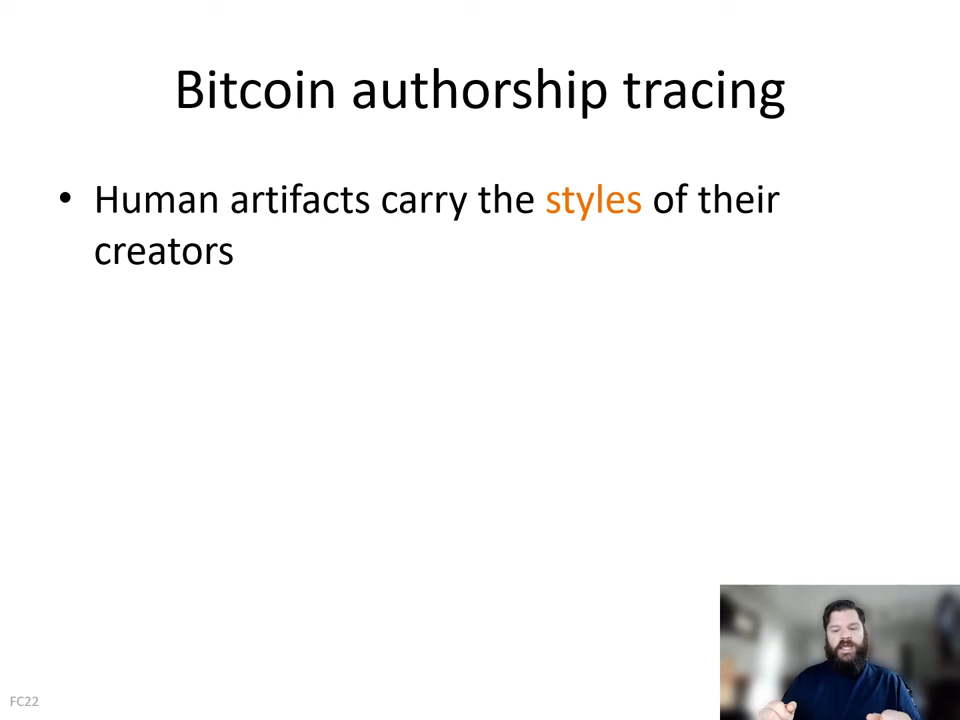 Bitcoin authorship tracing
• Human artifacts carry the styles of their
creators
FC22